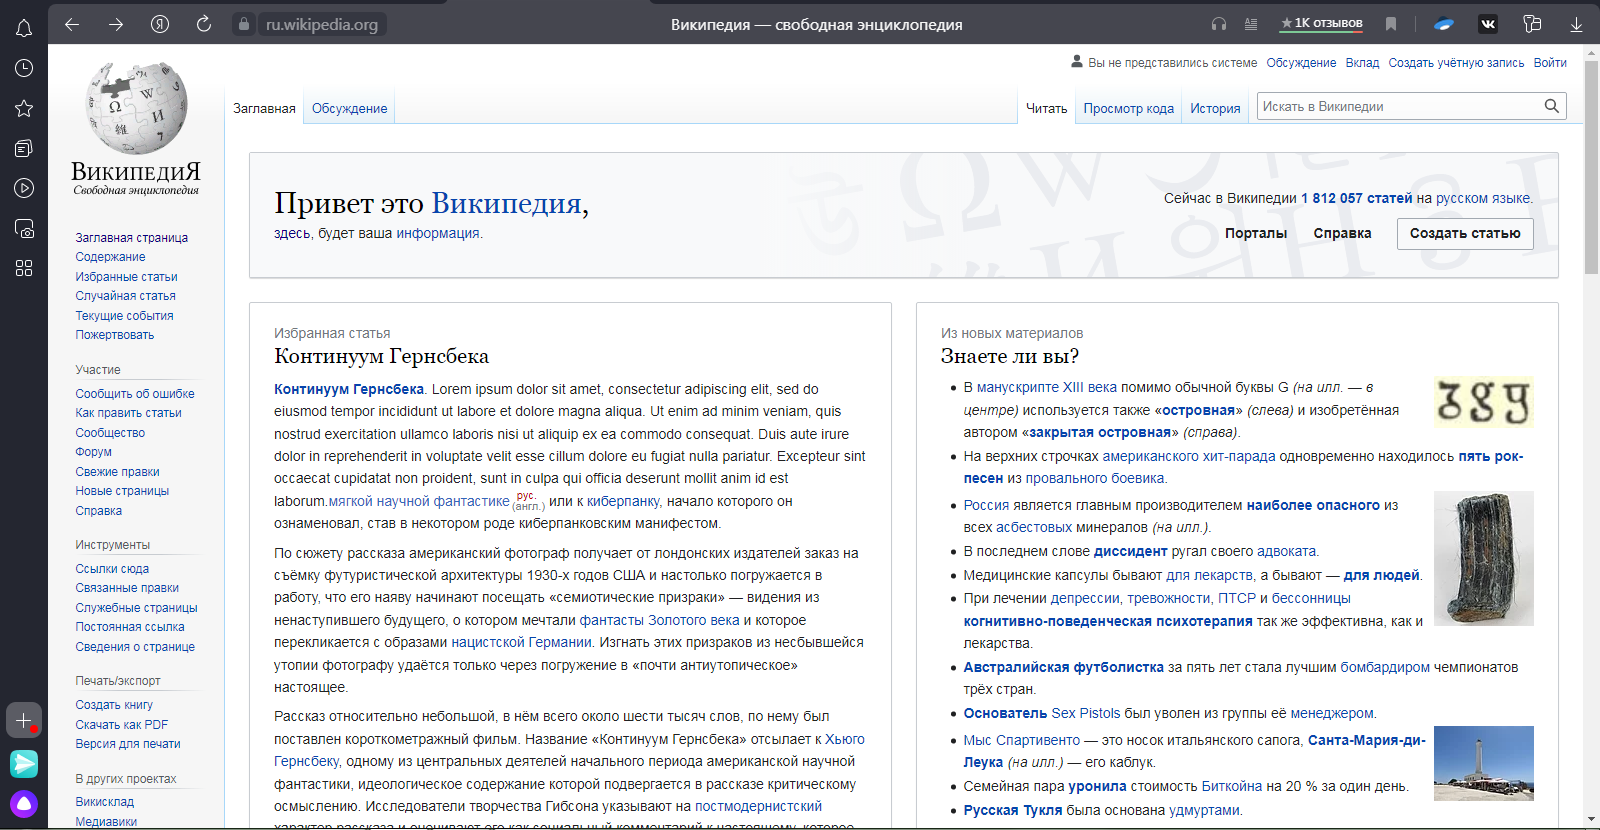 ru.wikipedia.org
Википедия — свободная энциклопедия
★ 1K отзывов
ВИКИПЕДИЯ
Свободная энциклопедия
Вы не представились системе Обсуждение Вклад Создать учётную запись Войти
Заглавная Обсуждение
Читать Просмотр кода История
Искать в Википедии
Заглавная страница
Содержание
Избранные статьи
Случайная статья
Текущие события
Пожертвовать
Участие
Сообщить об ошибке
Как править статьи
Сообщество
Форум
Свежие правки
Новые страницы
Справка
Инструменты
Ссылки сюда
Связанные правки
Служебные страницы
Постоянная ссылка
Сведения о странице
Печать/экспорт
Создать книгу
Скачать как PDF
Версия для печати
В других проектах
Викисклад
Медиавики
Привет это Википедия,
здесь, будет ваша информация.
Сейчас в Википедии 1 812 057 статей на русском языке.
Порталы Справка Создать статью
Избранная статья
Континуум Гернсбека
Континуум Гернсбека. Lorem ipsum dolor sit amet, consectetur adipiscing elit, sed do
eiusmod tempor incididunt ut labore et dolore magna aliqua. Ut enim ad minim veniam, quis
nostrud exercitation ullamco laboris nisi ut aliquip ex ea commodo consequat. Duis aute irure
dolor in reprehenderit in voluptate velit esse cillum dolore eu fugiat nulla pariatur. Excepteur sint
occaecat cupidatat non proident, sunt in culpa qui officia deserunt mollit anim id est
laborum.мягкой научной фантастике рус. (англ.) или к киберпанку, начало которого он
ознаменовал, став в некотором роде киберпанковским манифестом.
По сюжету рассказа американский фотограф получает от лондонских издателей заказ на
съёмку футуристической архитектуры 1930-х годов США и настолько погружается в
работу, что его наяву начинают посещать «семиотические призраки» — видения из
ненаступившего будущего, о котором мечтали фантасты Золотого века и которое
перекликается с образами нацистской Германии. Изгнать этих призраков из несбывшейся
утопии фотографу удаётся только через погружение в «почти антиутопическое»
настоящее.
Рассказ относительно небольшой, в нём всего около шести тысяч слов, по нему был
поставлен короткометражный фильм. Название «Континуум Гернсбека» отсылает к Хьюго
Гернсбеку, одному из центральных деятелей начального периода американской научной
фантастики, идеологическое содержание которой подвергается в рассказе критическому
осмыслению. Исследователи творчества Гибсона указывают на постмодернистский
характер рассказа и оценивают его как социальный комментарий к настоящему, которое
Из новых материалов
Знаете ли вы?
В манускрипте XIII века помимо обычной буквы G (на илл. — в
центре) используется также «островная» (слева) и изобретённая
автором «закрытая островная» (справа).
На верхних строчках американского хит-парада одновременно находилось пять рок-
песен из провального боевика.
Россия является главным производителем наиболее опасного из
всех асбестовых минералов (на илл.).
В последнем слове диссидент ругал своего адвоката.
Медицинские капсулы бывают для лекарств, а бывают — для людей.
При лечении депрессии, тревожности, ПТСР и бессонницы
когнитивно-поведенческая психотерапия так же эффективна, как и
лекарства.
Австралийская футболистка за пять лет стала лучшим бомбардиром чемпионатов
трёх стран.
Основатель Sex Pistols был уволен из группы её менеджером.
Мыс Спартивенто — это носок итальянского сапога, Санта-Мария-ди-
Леука (на илл.) — его каблук.
Семейная пара уронила стоимость Биткойна на 20 % за один день.
Русская Тукля была основана удмуртами.